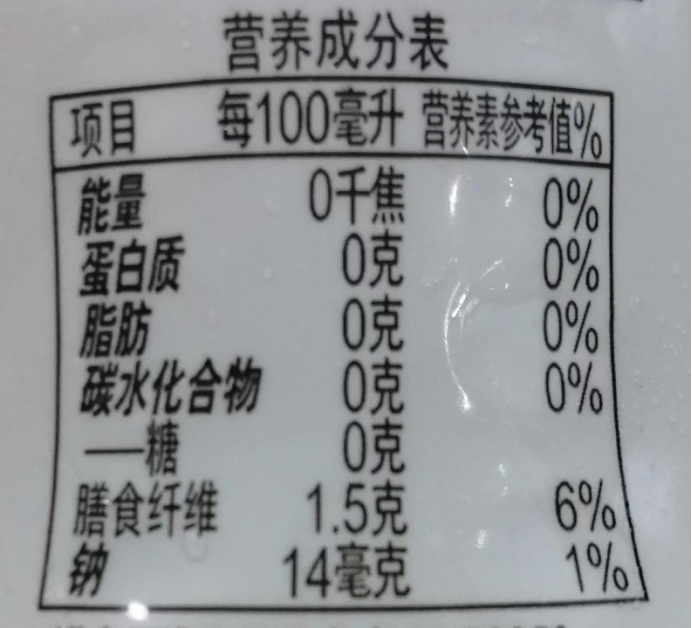 营养成分表
项目 每100毫升 营养素参考值%
能量 0千焦 0%
蛋白质 0克 0%
脂肪 0克 0%
碳水化合物 0克 0%
—糖 0克
膳食纤维 1.5克 6%
钠 14毫克 1%